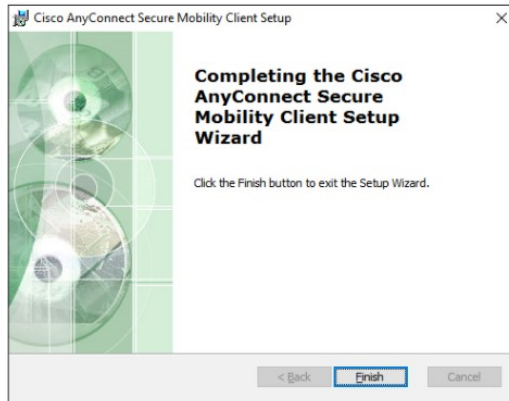 Cisco AnyConnect Secure Mobility Client Setup
Completing the Cisco
AnyConnect Secure
Mobility Client Setup
Wizard
Click the Finish button to exit the Setup Wizard.
< Back Finish Cancel